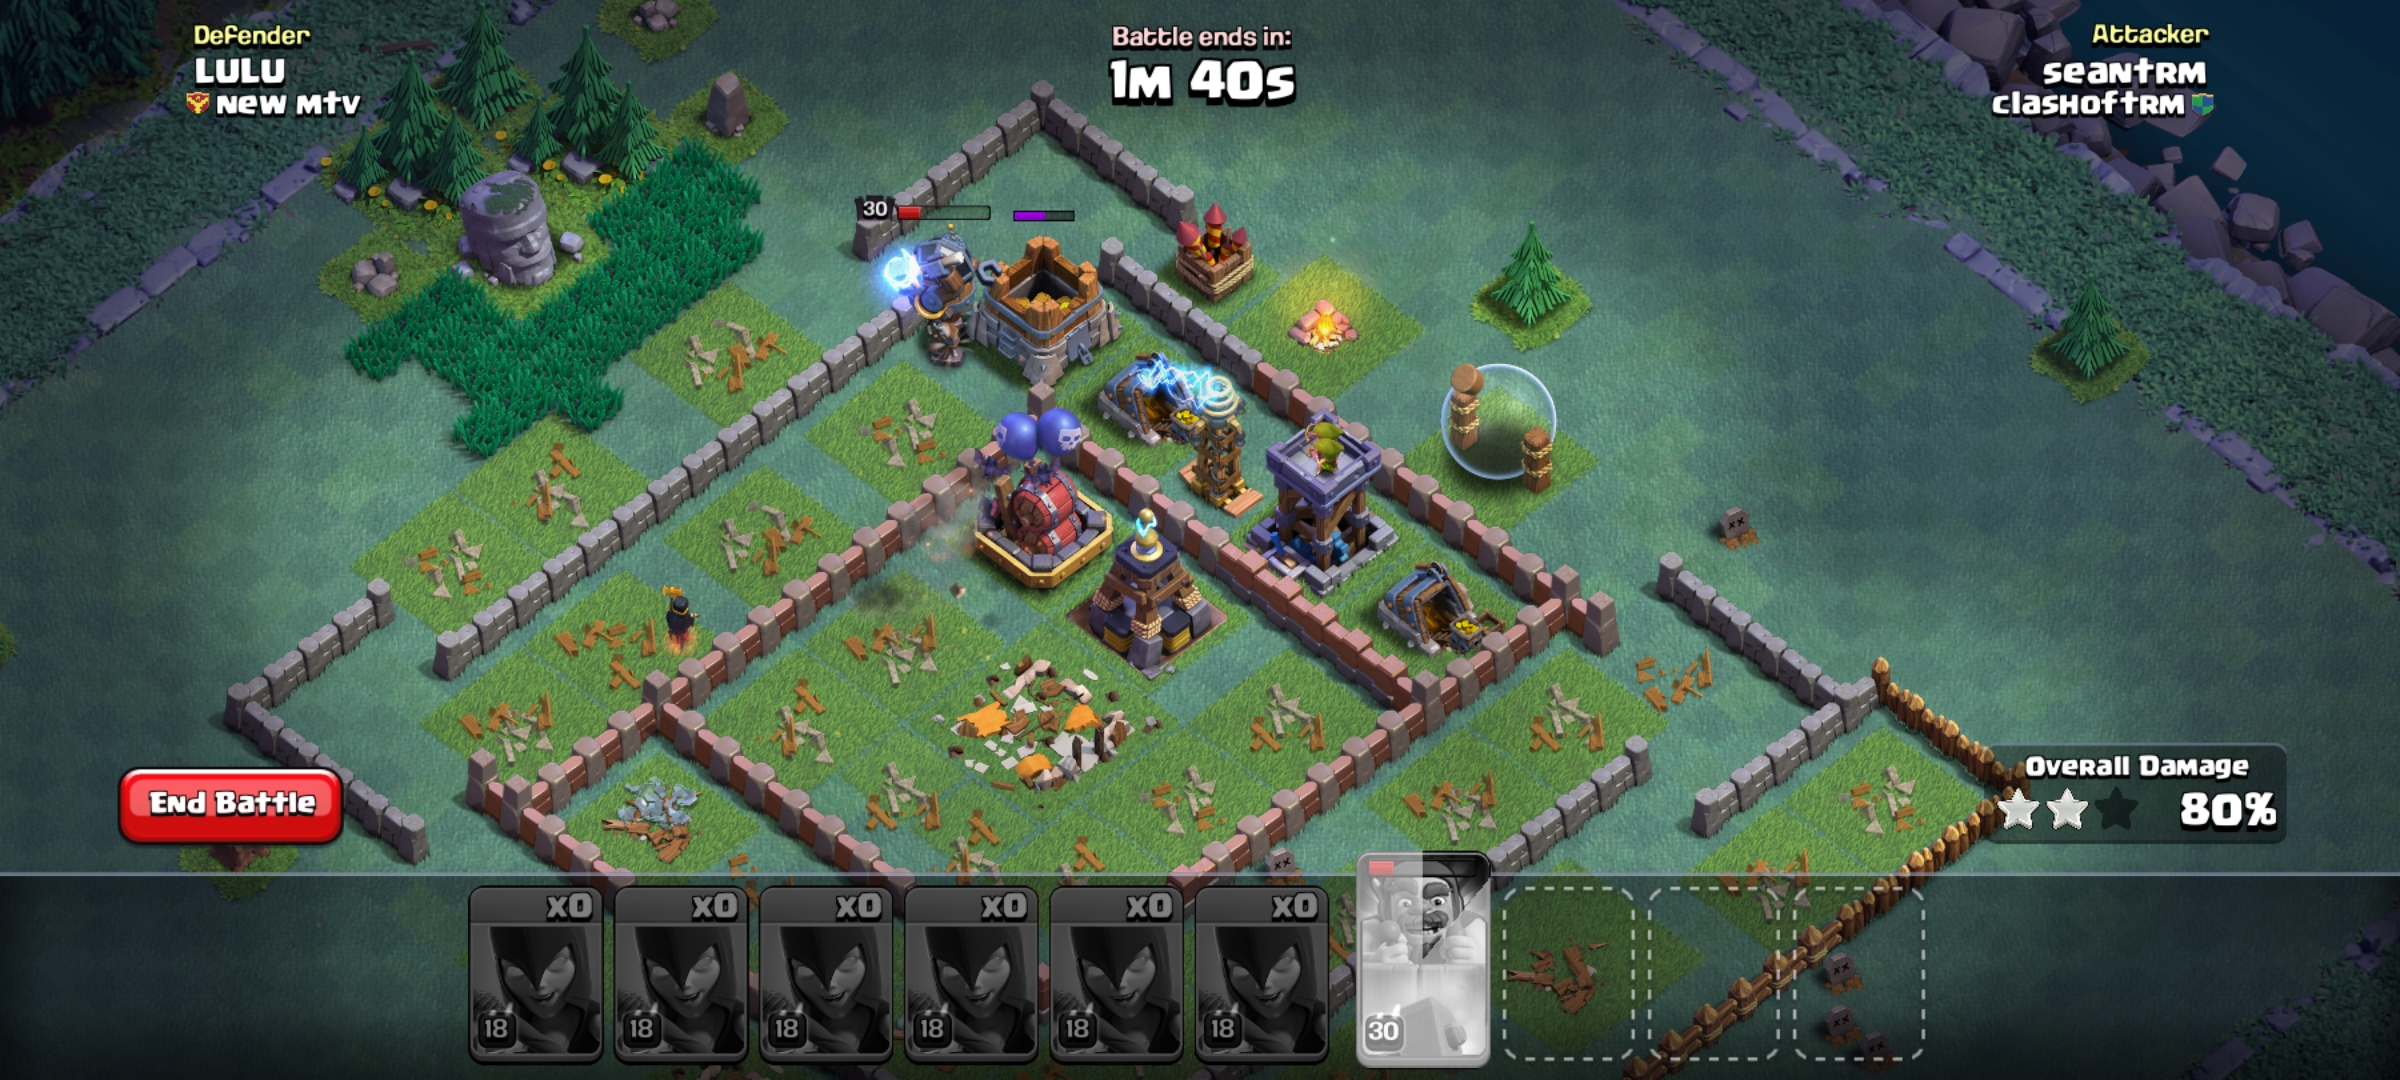 Defender
LULU
new mtv
Battle ends in:
1M 40s
Attacker
seantRM
clashoftRM
30
End Battle
Overall Damage
80%
x0
x0
x0
x0
x0
x0
18
18
18
18
18
18
30